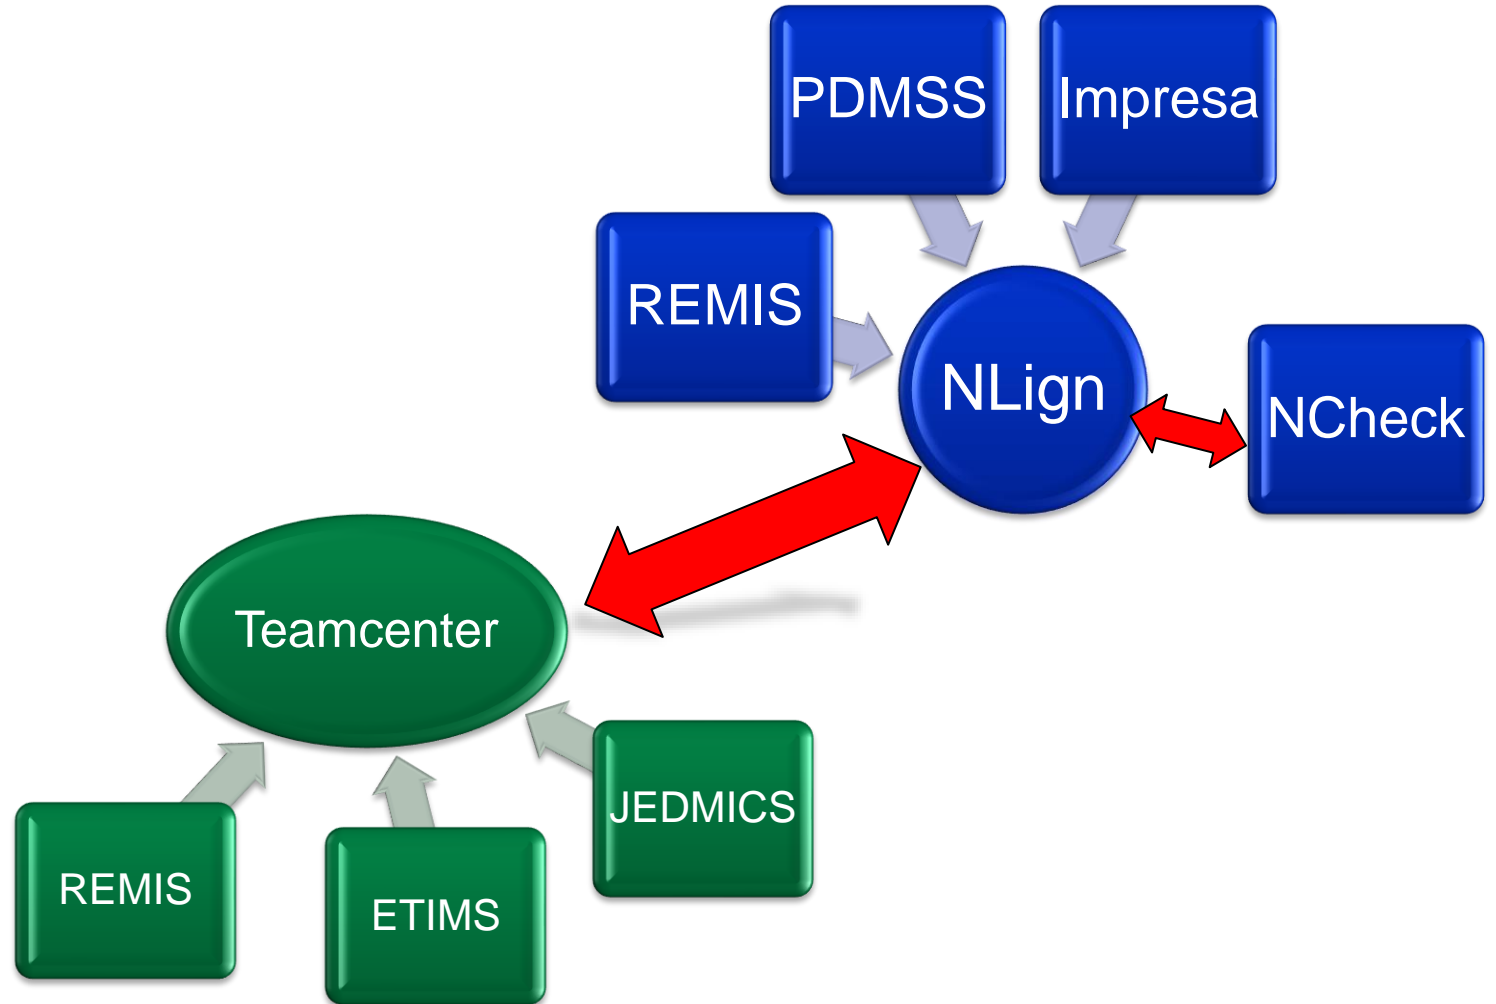 PDMSS
Impresa
REMIS
NLign
NCheck
Teamcenter
JEDMICS
REMIS
ETIMS